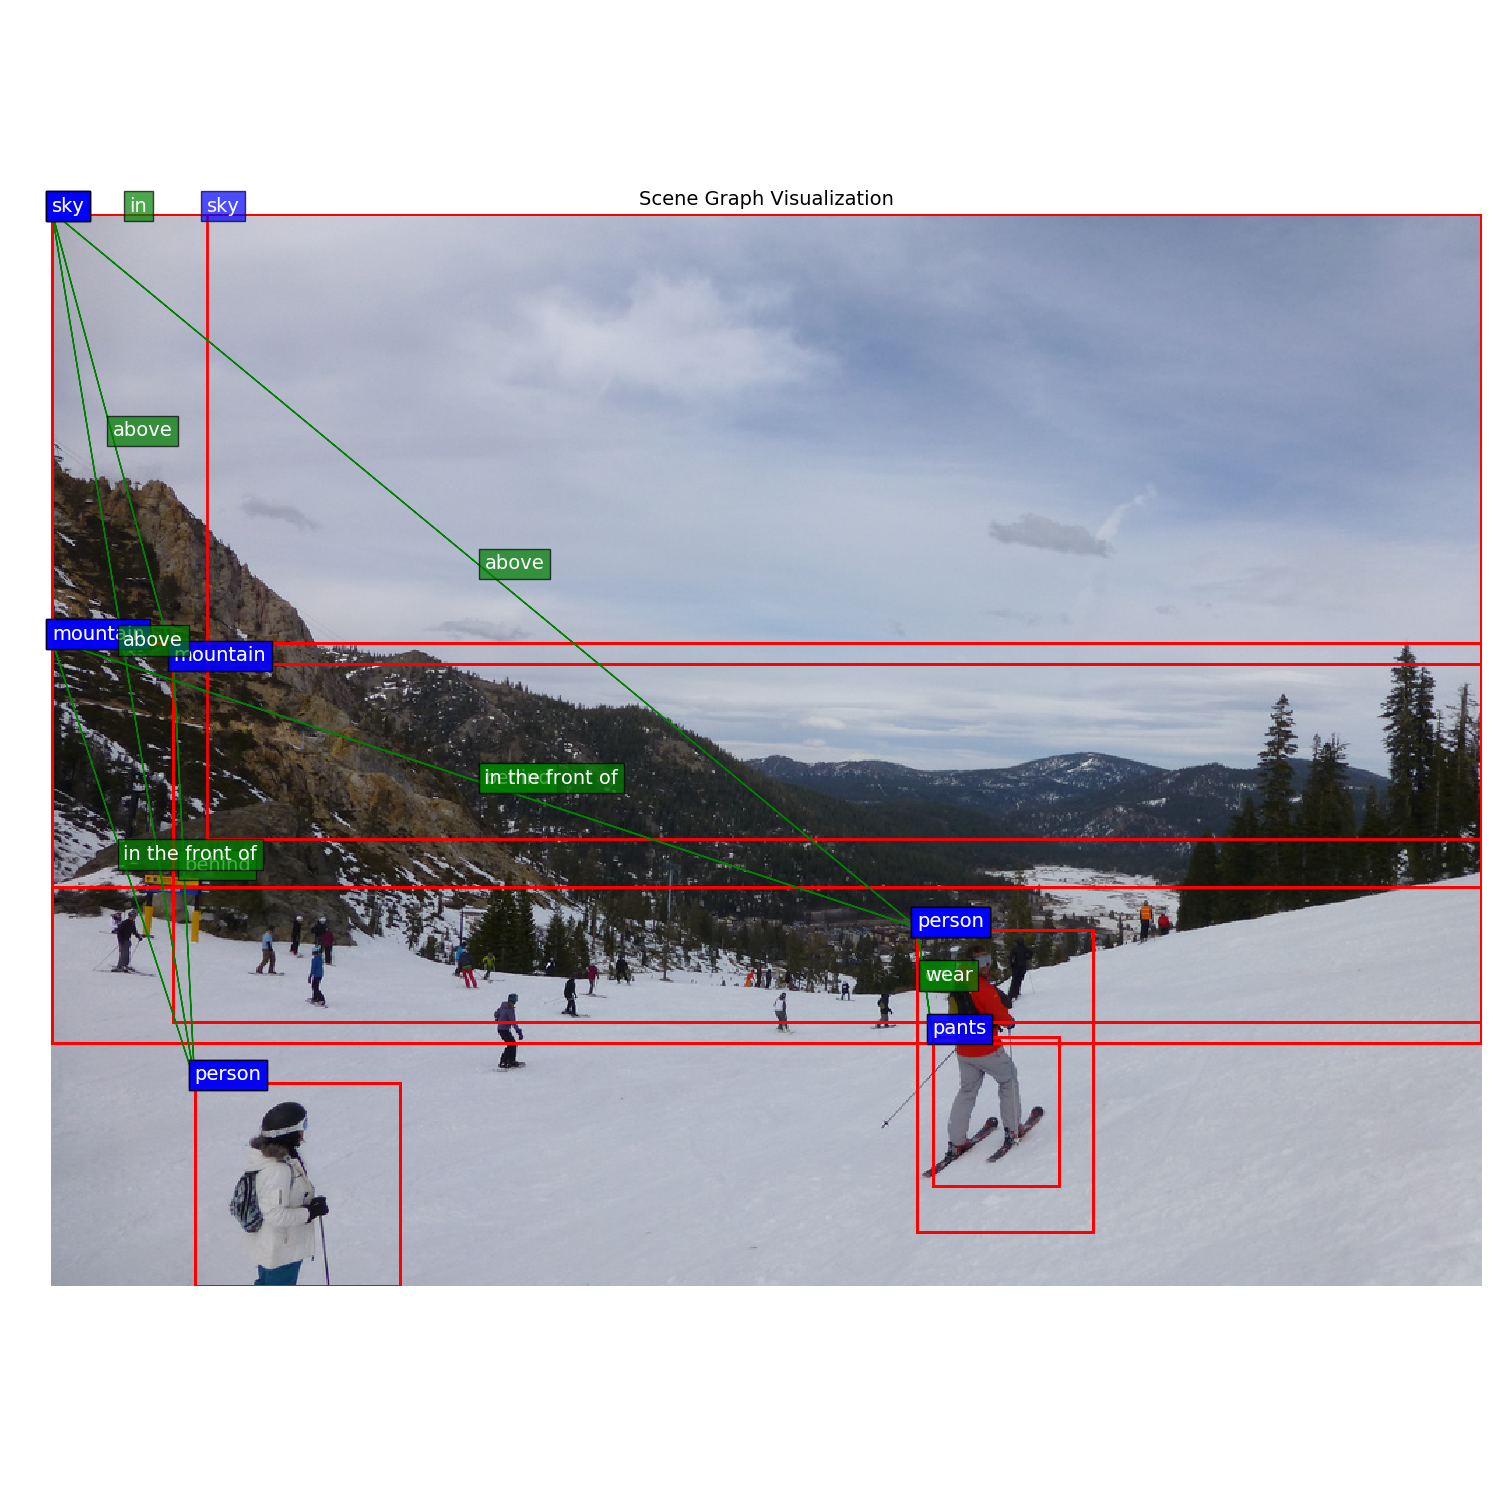 Scene Graph Visualization
sky
in
sky
above
above
mountain
above
mountain
in the front of
in the front of
behind
person
wear
pants
person